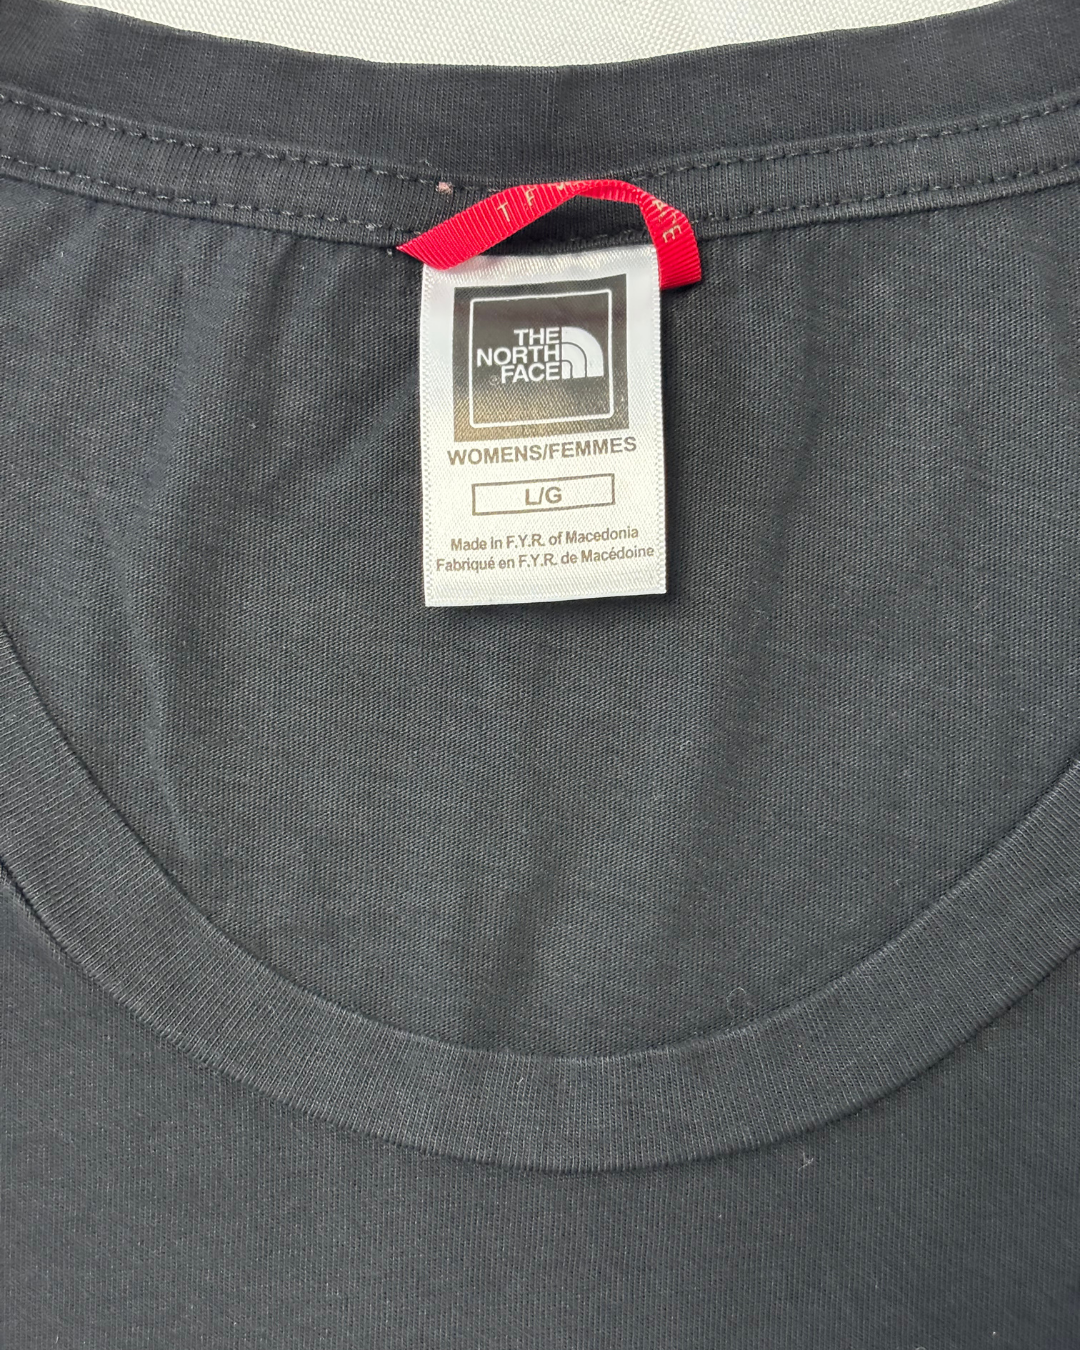 THE
NORTH
FACE
WOMENS/FEMMES
L/G
Made in F.Y.R. of Macedonia
Fabriqué en F.Y.R. de Macédoine